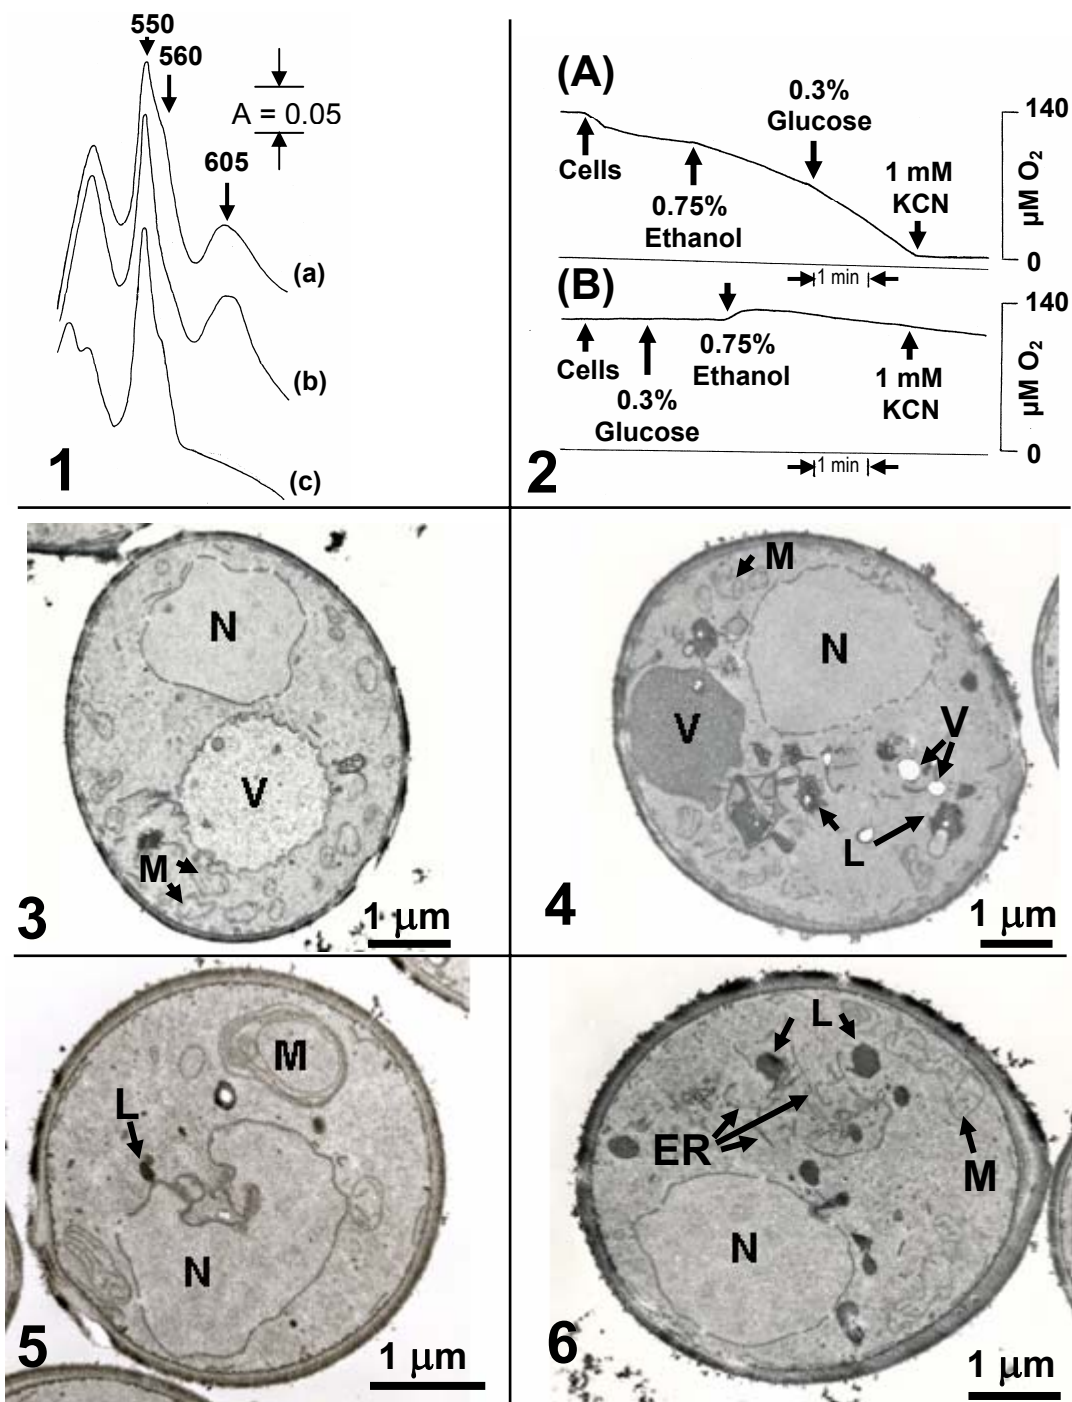 550
560
A = 0.05
605
(a)
(b)
(c)
1
(A)
0.3%
Glucose
140
Cells
0.75%
Ethanol
1 mM
KCN
µM O₂
0
1 min
(B)
140
Cells
0.3%
Glucose
0.75%
Ethanol
1 mM
KCN
µM O₂
0
1 min
2
N
V
M
3
1 µm
M
N
V
V
L
4
1 µm
M
L
N
5
1 µm
L
ER
M
N
6
1 µm